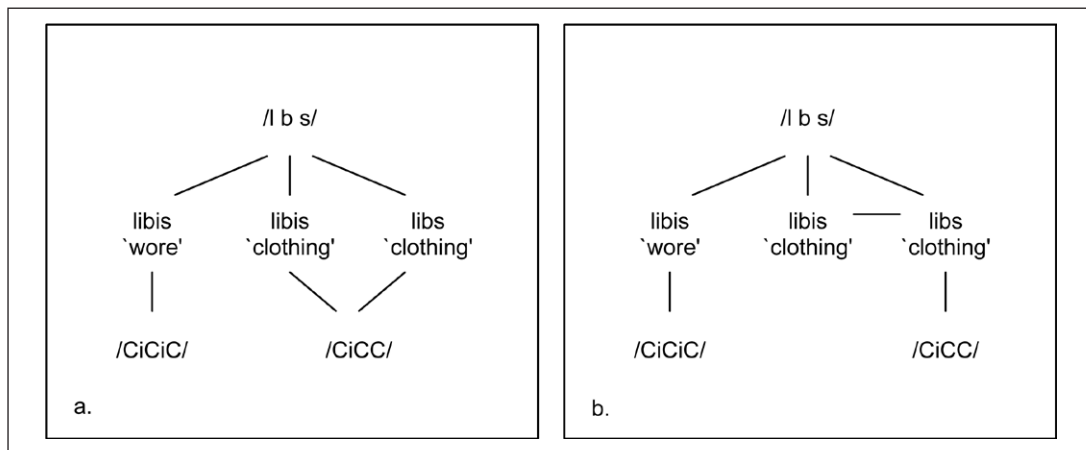 /l b s/
libis libis libs
`wore' `clothing' `clothing'
/CiCiC/ /CiCC/
a.
/l b s/
libis libis libs
`wore' `clothing' `clothing'
/CiCiC/ /CiCC/
b.